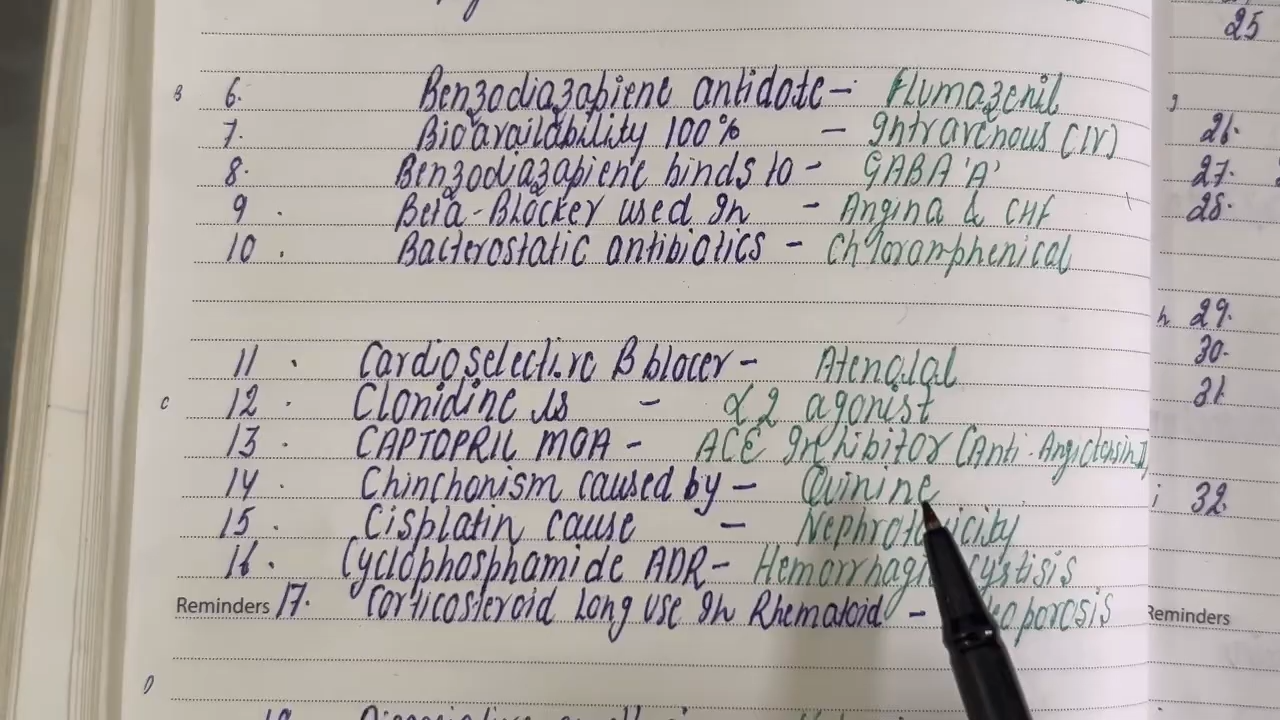 25
B 6. Benzodiazapiene antidote - Flumazenil
7. Bioavailability 100% - Intravenous (IV)
8. Benzodiazapiene binds to - GABA 'A'
9. Beta-Blocker used In - Angina & CHF
10. Bacterostatic antibiotics - Chloramphenical
11. Cardioselective B blocer - Atenolal
C 12. Clonidine is - α2 agonist
13. CAPTOPRIL MOA - ACE Inhibitor (Anti-Angiotensin
14. Chinchonism caused by - Quinine
15. Cisplatin cause - Nephrotoxicity
16. Cyclophosphamide ADR - Hemorrhagic cystisis
Reminders 17. Corticosteroid Long use In Rhematoid - oporosis
D
g
26.
27.
28.
h 29.
30.
31.
i 32.
Reminders